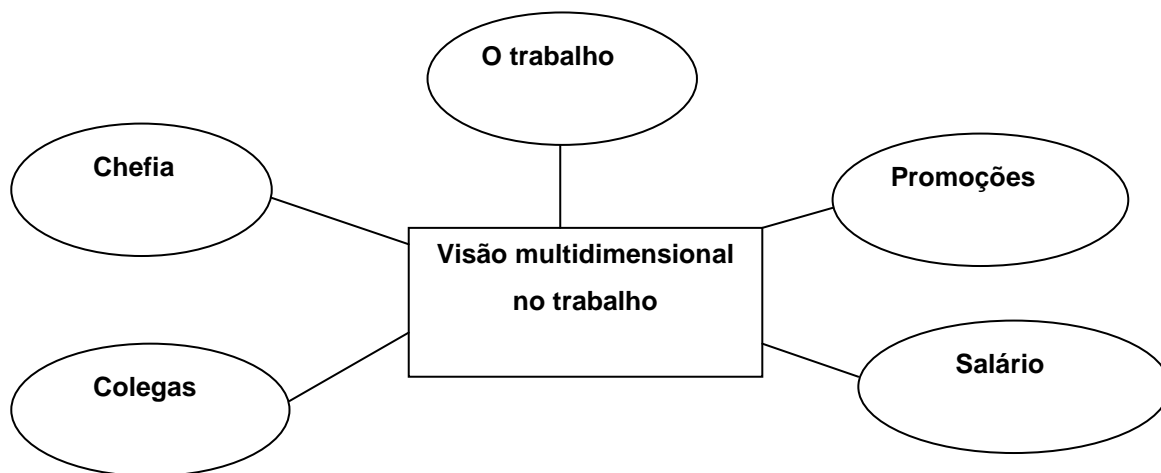 O trabalho
Chefia
Promoções
Visão multidimensional
no trabalho
Colegas
Salário